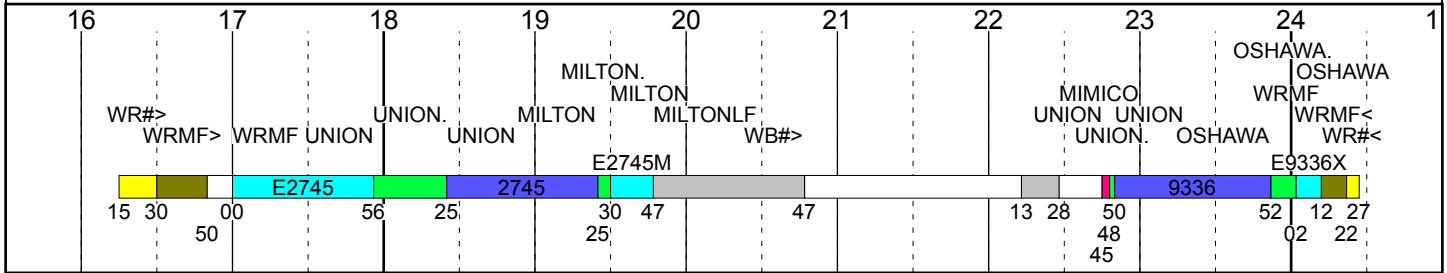 16 17 18 19 20 21 22 23 24 1
OSHAWA.
MILTON. OSHAWA
MILTON MIMICO WRMF
WR#> UNION. MILTON MILTONLF UNION UNION WRMF<
WRMF> WRMF UNION UNION WB#> UNION. OSHAWA WR#<
E2745M E9336X
E2745 2745 9336
15 30 00 56 25 30 47 47 13 28 50 52 12 27
50 25 48 02 22
45